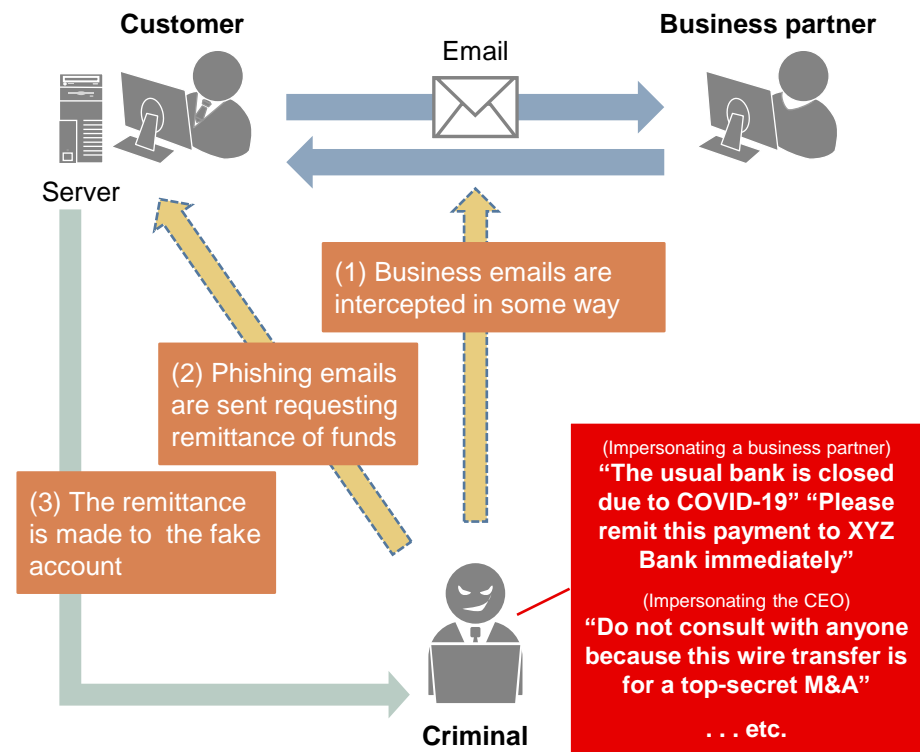 Customer
Business partner
Email
Server
(1) Business emails are
intercepted in some way
(2) Phishing emails
are sent requesting
remittance of funds
(3) The remittance
is made to  the fake
account
(Impersonating a business partner)
“The usual bank is closed
due to COVID-19” “Please
remit this payment to XYZ
Bank immediately”
(Impersonating the CEO)
“Do not consult with anyone
because this wire transfer is
for a top-secret M&A”
. . . etc.
Criminal